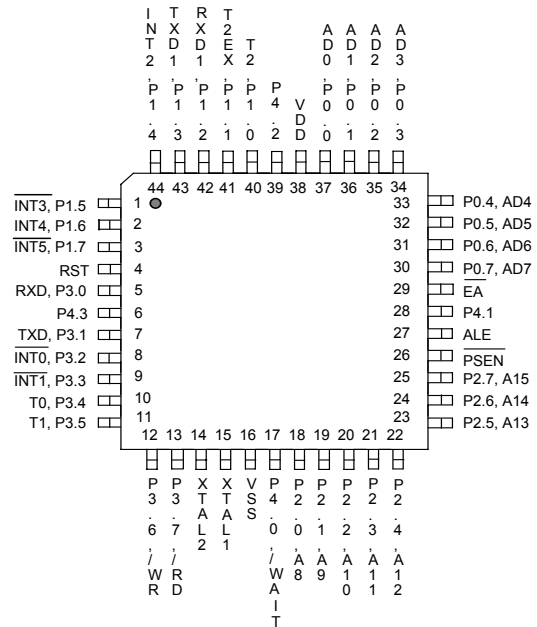 INT2,P1.4
TXD1,P1.3
RXD1,P1.2
T2EX,P1.1
T2,P1.0
P4.2
VDD
AD0,P0.0
AD1,P0.1
AD2,P0.2
AD3,P0.3
44 43 42 41 40 39 38 37 36 35 34
INT3, P1.5 1
INT4, P1.6 2
INT5, P1.7 3
RST 4
RXD, P3.0 5
P4.3 6
TXD, P3.1 7
INT0, P3.2 8
INT1, P3.3 9
T0, P3.4 10
T1, P3.5 11
33 P0.4, AD4
32 P0.5, AD5
31 P0.6, AD6
30 P0.7, AD7
29 EA
28 P4.1
27 ALE
26 PSEN
25 P2.7, A15
24 P2.6, A14
23 P2.5, A13
12 13 14 15 16 17 18 19 20 21 22
P3.6,/WR
P3.7,/RD
XTAL2
XTAL1
VSS
P4.0,/WAIT
P2.0,A8
P2.1,A9
P2.2,A10
P2.3,A11
P2.4,A12